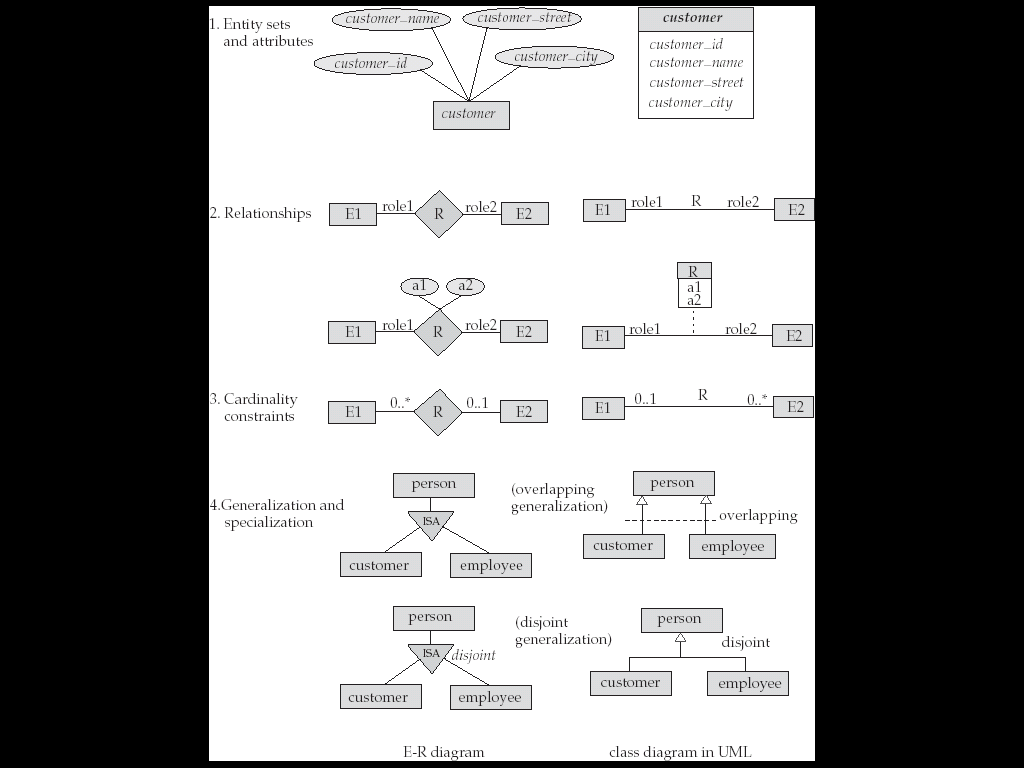 1. Entity sets
and attributes
customer_name
customer_street
customer_id
customer_city
customer
customer
customer_id
customer_name
customer_street
customer_city
2. Relationships
E1 role1 R role2 E2
E1 role1 R role2 E2
a1 a2
E1 role1 R role2 E2
R
a1
a2
E1 role1 role2 E2
3. Cardinality
constraints
E1 0..* R 0..1 E2
E1 0..1 R 0..* E2
4.Generalization and
specialization
person
ISA
customer employee
(overlapping
generalization)
person
overlapping
customer employee
person
ISA disjoint
customer employee
(disjoint
generalization)
person
disjoint
customer employee
E-R diagram
class diagram in UML